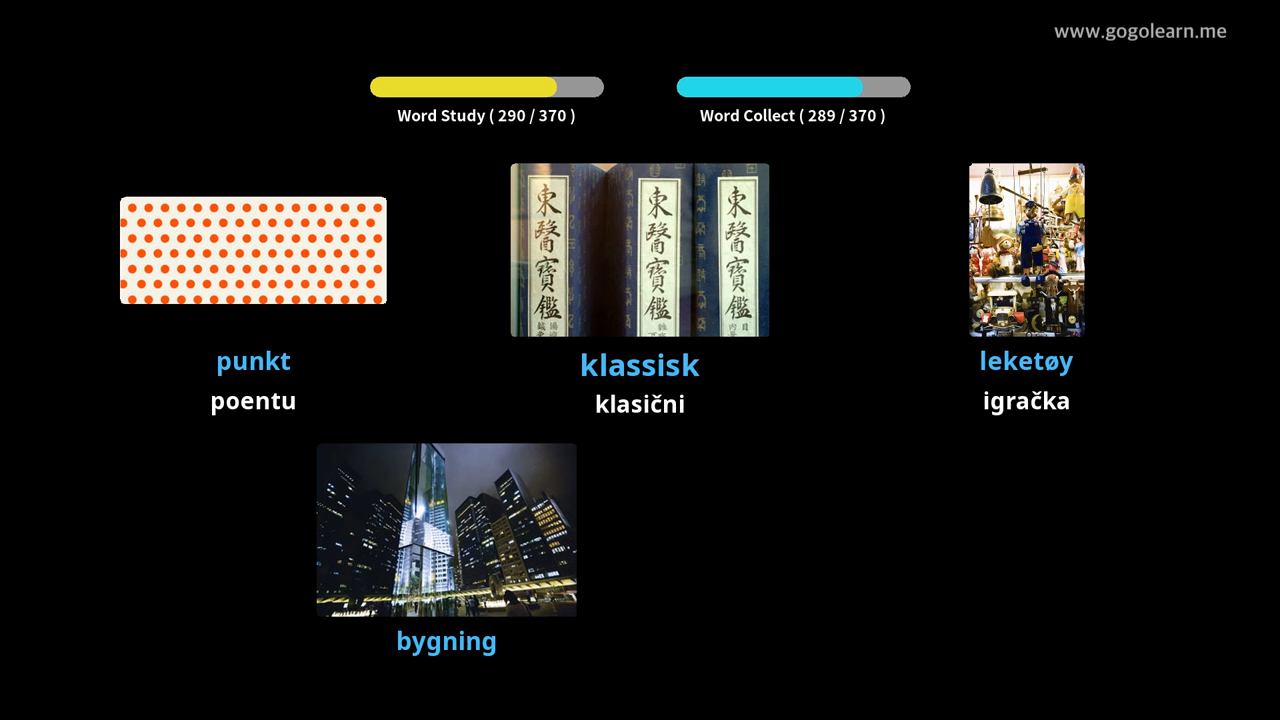 www.gogolearn.me
Word Study ( 290 / 370 )
Word Collect ( 289 / 370 )
東醫寶鑑
東醫寶鑑
東醫寶鑑
punkt
klassisk
leketøy
poentu
klasični
igračka
bygning